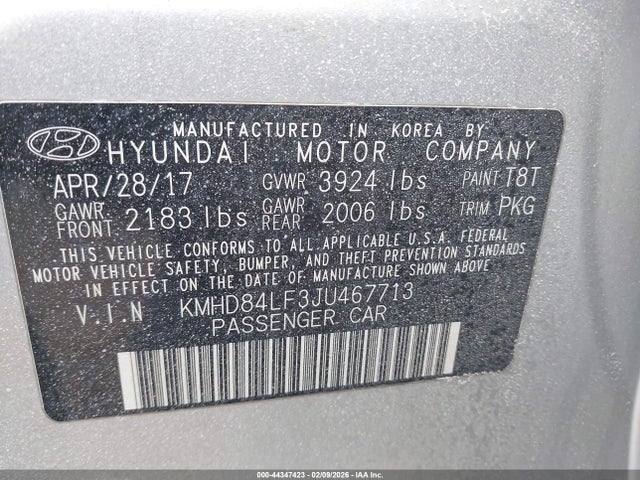 MANUFACTURED IN KOREA BY
HYUNDAI MOTOR COMPANY
APR/28/17 GVWR 3924 lbs PAINT T8T
GAWR FRONT 2183 lbs GAWR REAR 2006 lbs TRIM PKG
THIS VEHICLE CONFORMS TO ALL APPLICABLE U.S.A. FEDERAL
MOTOR VEHICLE SAFETY, BUMPER, AND THEFT PREVENTION STANDARDS
IN EFFECT ON THE DATE OF MANUFACTURE SHOWN ABOVE
V.I.N KMHD84LF3JU467713
PASSENGER CAR
000-44347423 - 02/09/2026 - IAA Inc.